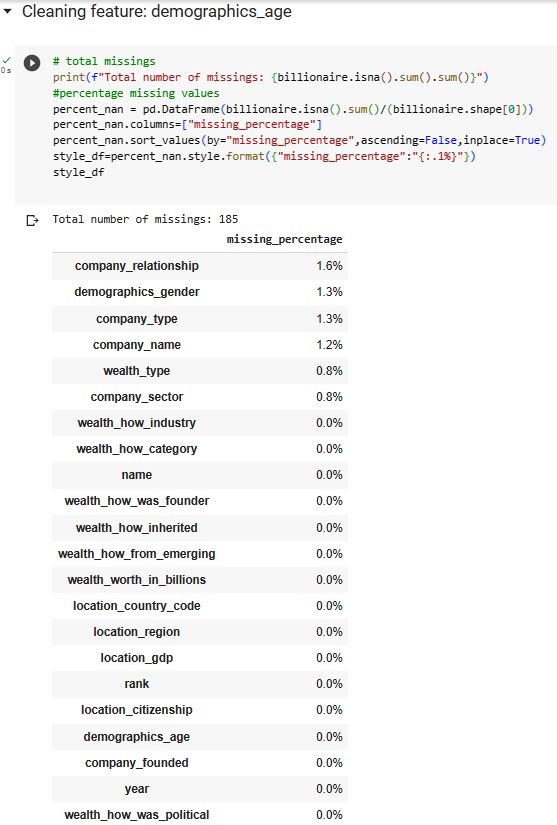 Cleaning feature: demographics_age
# total missings
0s
print(f"Total number of missings: {billionaire.isna().sum().sum()}")
#percentage missing values
percent_nan = pd.DataFrame(billionaire.isna().sum()/(billionaire.shape[0]))
percent_nan.columns=["missing_percentage"]
percent_nan.sort_values(by="missing_percentage",ascending=False,inplace=True)
style_df=percent_nan.style.format({"missing_percentage":"{:.1%}"})
style_df
Total number of missings: 185
missing_percentage
company_relationship 1.6%
demographics_gender 1.3%
company_type 1.3%
company_name 1.2%
wealth_type 0.8%
company_sector 0.8%
wealth_how_industry 0.0%
wealth_how_category 0.0%
name 0.0%
wealth_how_was_founder 0.0%
wealth_how_inherited 0.0%
wealth_how_from_emerging 0.0%
wealth_worth_in_billions 0.0%
location_country_code 0.0%
location_region 0.0%
location_gdp 0.0%
rank 0.0%
location_citizenship 0.0%
demographics_age 0.0%
company_founded 0.0%
year 0.0%
wealth_how_was_political 0.0%